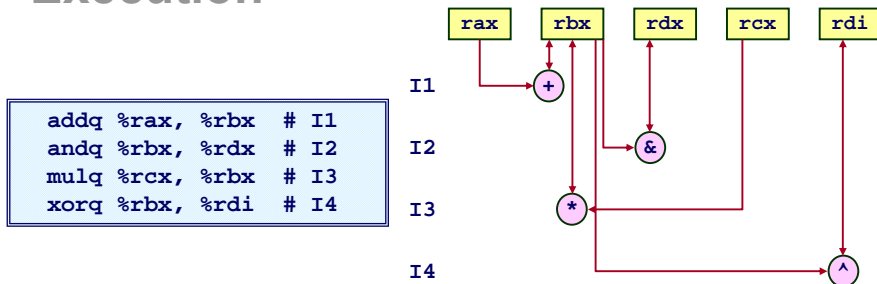 rax rbx rdx rcx rdi
I1 +
addq %rax, %rbx # I1
andq %rbx, %rdx # I2
mulq %rcx, %rbx # I3
xorq %rbx, %rdi # I4
I2 &
I3 *
I4 ^